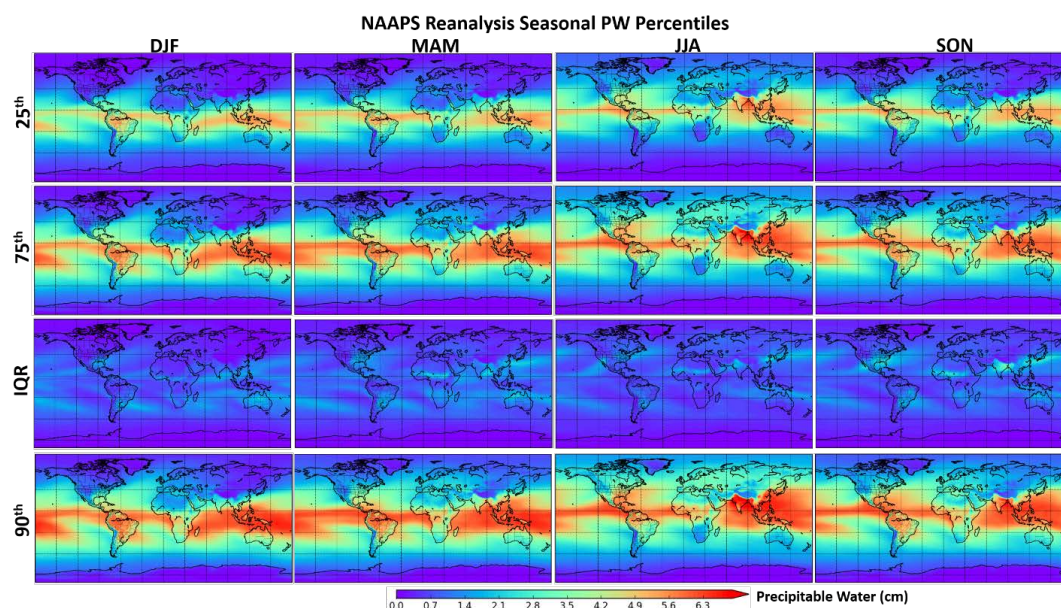 NAAPS Reanalysis Seasonal PW Percentiles
DJF MAM JJA SON
25th
75th
IQR
90th
0.0 0.7 1.4 2.1 2.8 3.5 4.2 4.9 5.6 6.3 Precipitable Water (cm)